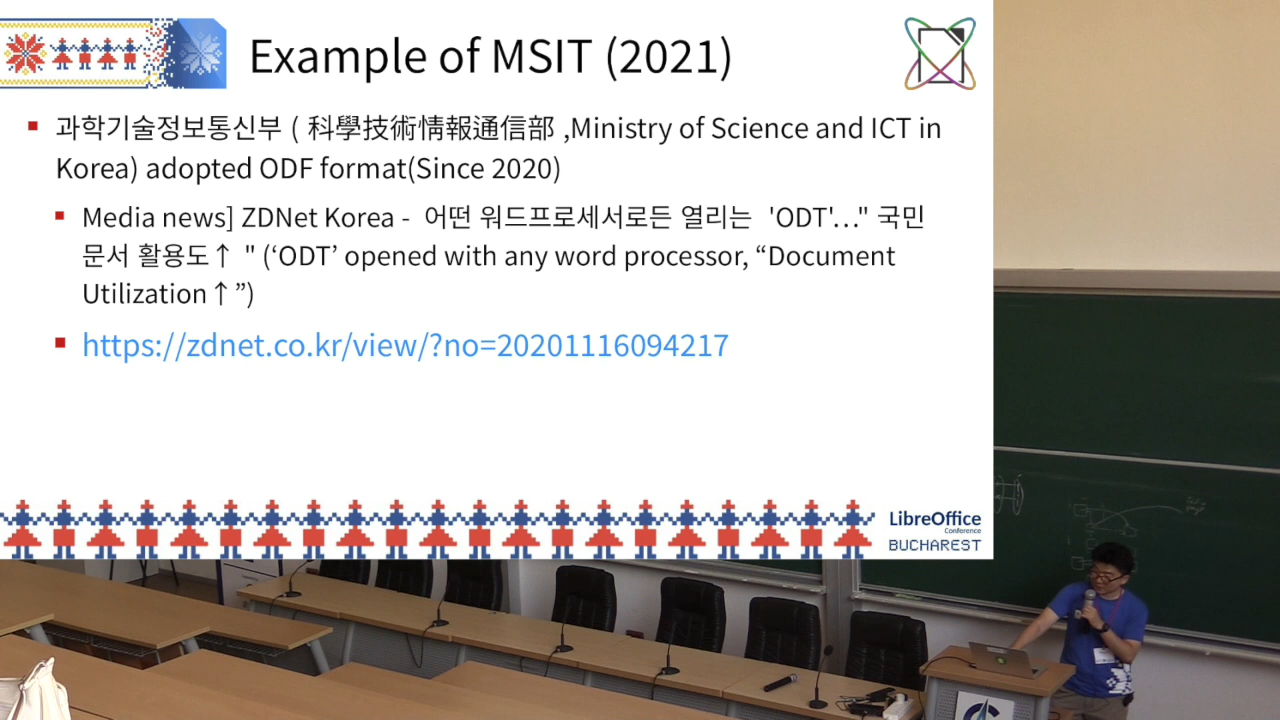 Example of MSIT (2021)
과학기술정보통신부 ( 科學技術情報通信部 ,Ministry of Science and ICT in
Korea) adopted ODF format(Since 2020)
Media news] ZDNet Korea - 어떤 워드프로세서로든 열리는 'ODT'…" 국민
문서 활용도↑ " (‘ODT’ opened with any word processor, “Document
Utilization↑”)
https://zdnet.co.kr/view/?no=20201116094217
LibreOffice
Conference
BUCHAREST